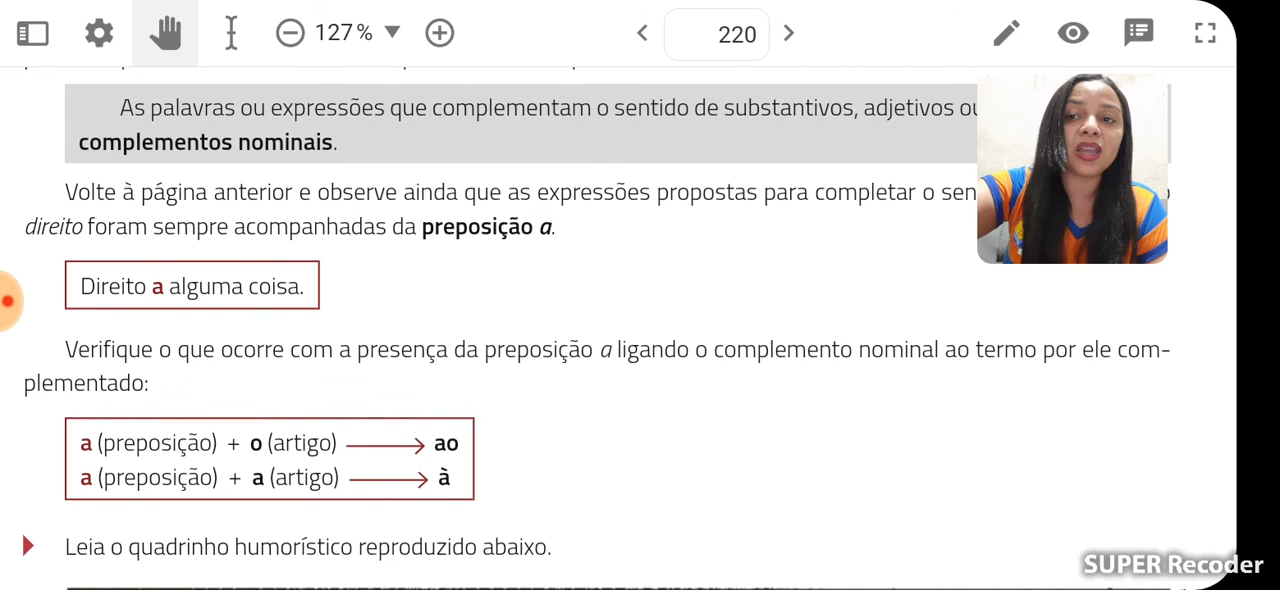 127%
220
As palavras ou expressões que complementam o sentido de substantivos, adjetivos
complementos nominais.
Volte à página anterior e observe ainda que as expressões propostas para completar o
direito foram sempre acompanhadas da preposição a.
Direito a alguma coisa.
Verifique o que ocorre com a presença da preposição a ligando o complemento nominal ao termo por ele com-
plementado:
a (preposição) + o (artigo) → ao
a (preposição) + a (artigo) → à
Leia o quadrinho humorístico reproduzido abaixo.
SUPER Recoder